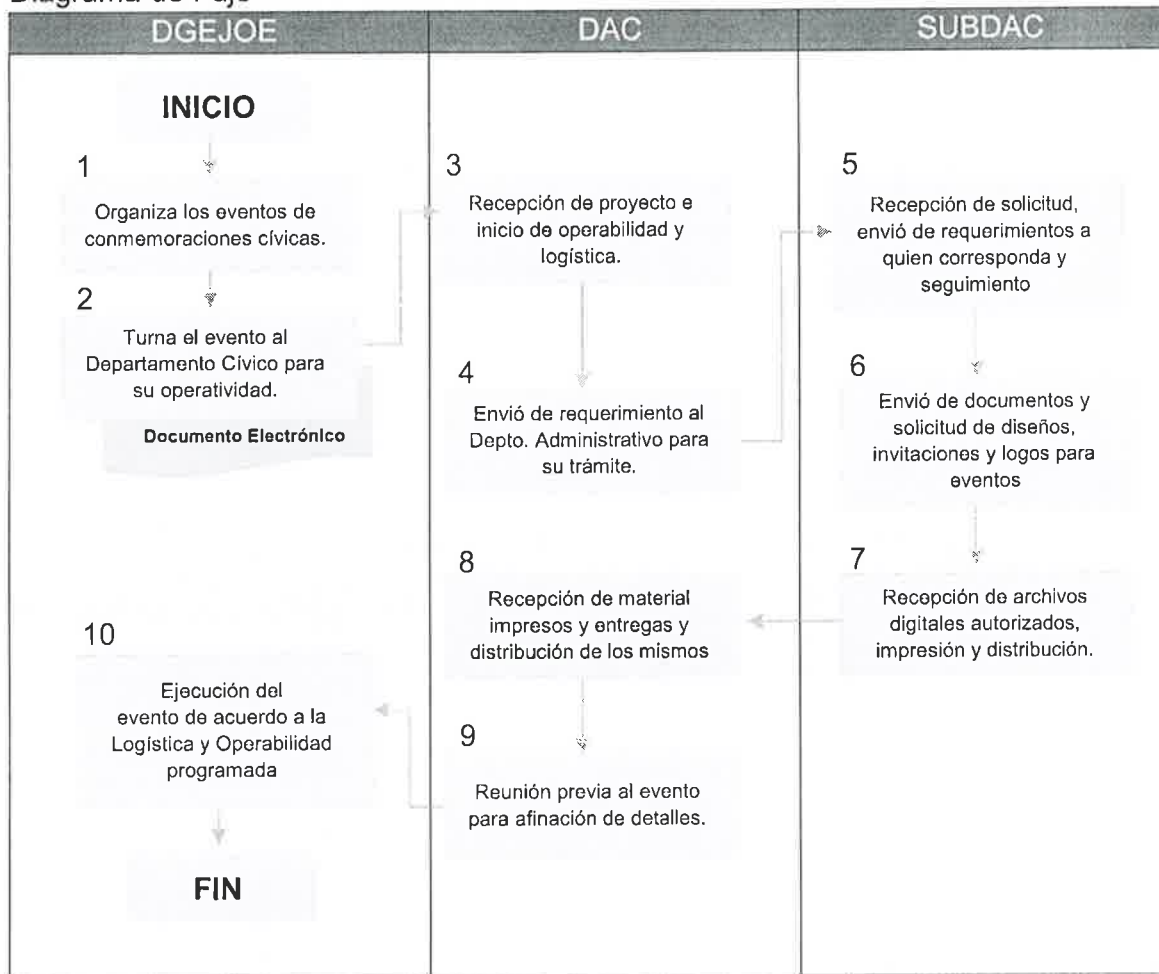 DGEJOE
DAC
SUBDAC
INICIO
1
Organiza los eventos de
conmemoraciones cívicas.
2
Turna el evento al
Departamento Cívico para
su operatividad.
Documento Electrónico
3
Recepción de proyecto e
inicio de operabilidad y
logística.
4
Envió de requerimiento al
Depto. Administrativo para
su trámite.
5
Recepción de solicitud,
envió de requerimientos a
quien corresponda y
seguimiento
6
Envió de documentos y
solicitud de diseños,
invitaciones y logos para
eventos
7
Recepción de archivos
digitales autorizados,
impresión y distribución.
8
Recepción de material
impresos y entregas y
distribución de los mismos
9
Reunión previa al evento
para afinación de detalles.
10
Ejecución del
evento de acuerdo a la
Logística y Operabilidad
programada
FIN